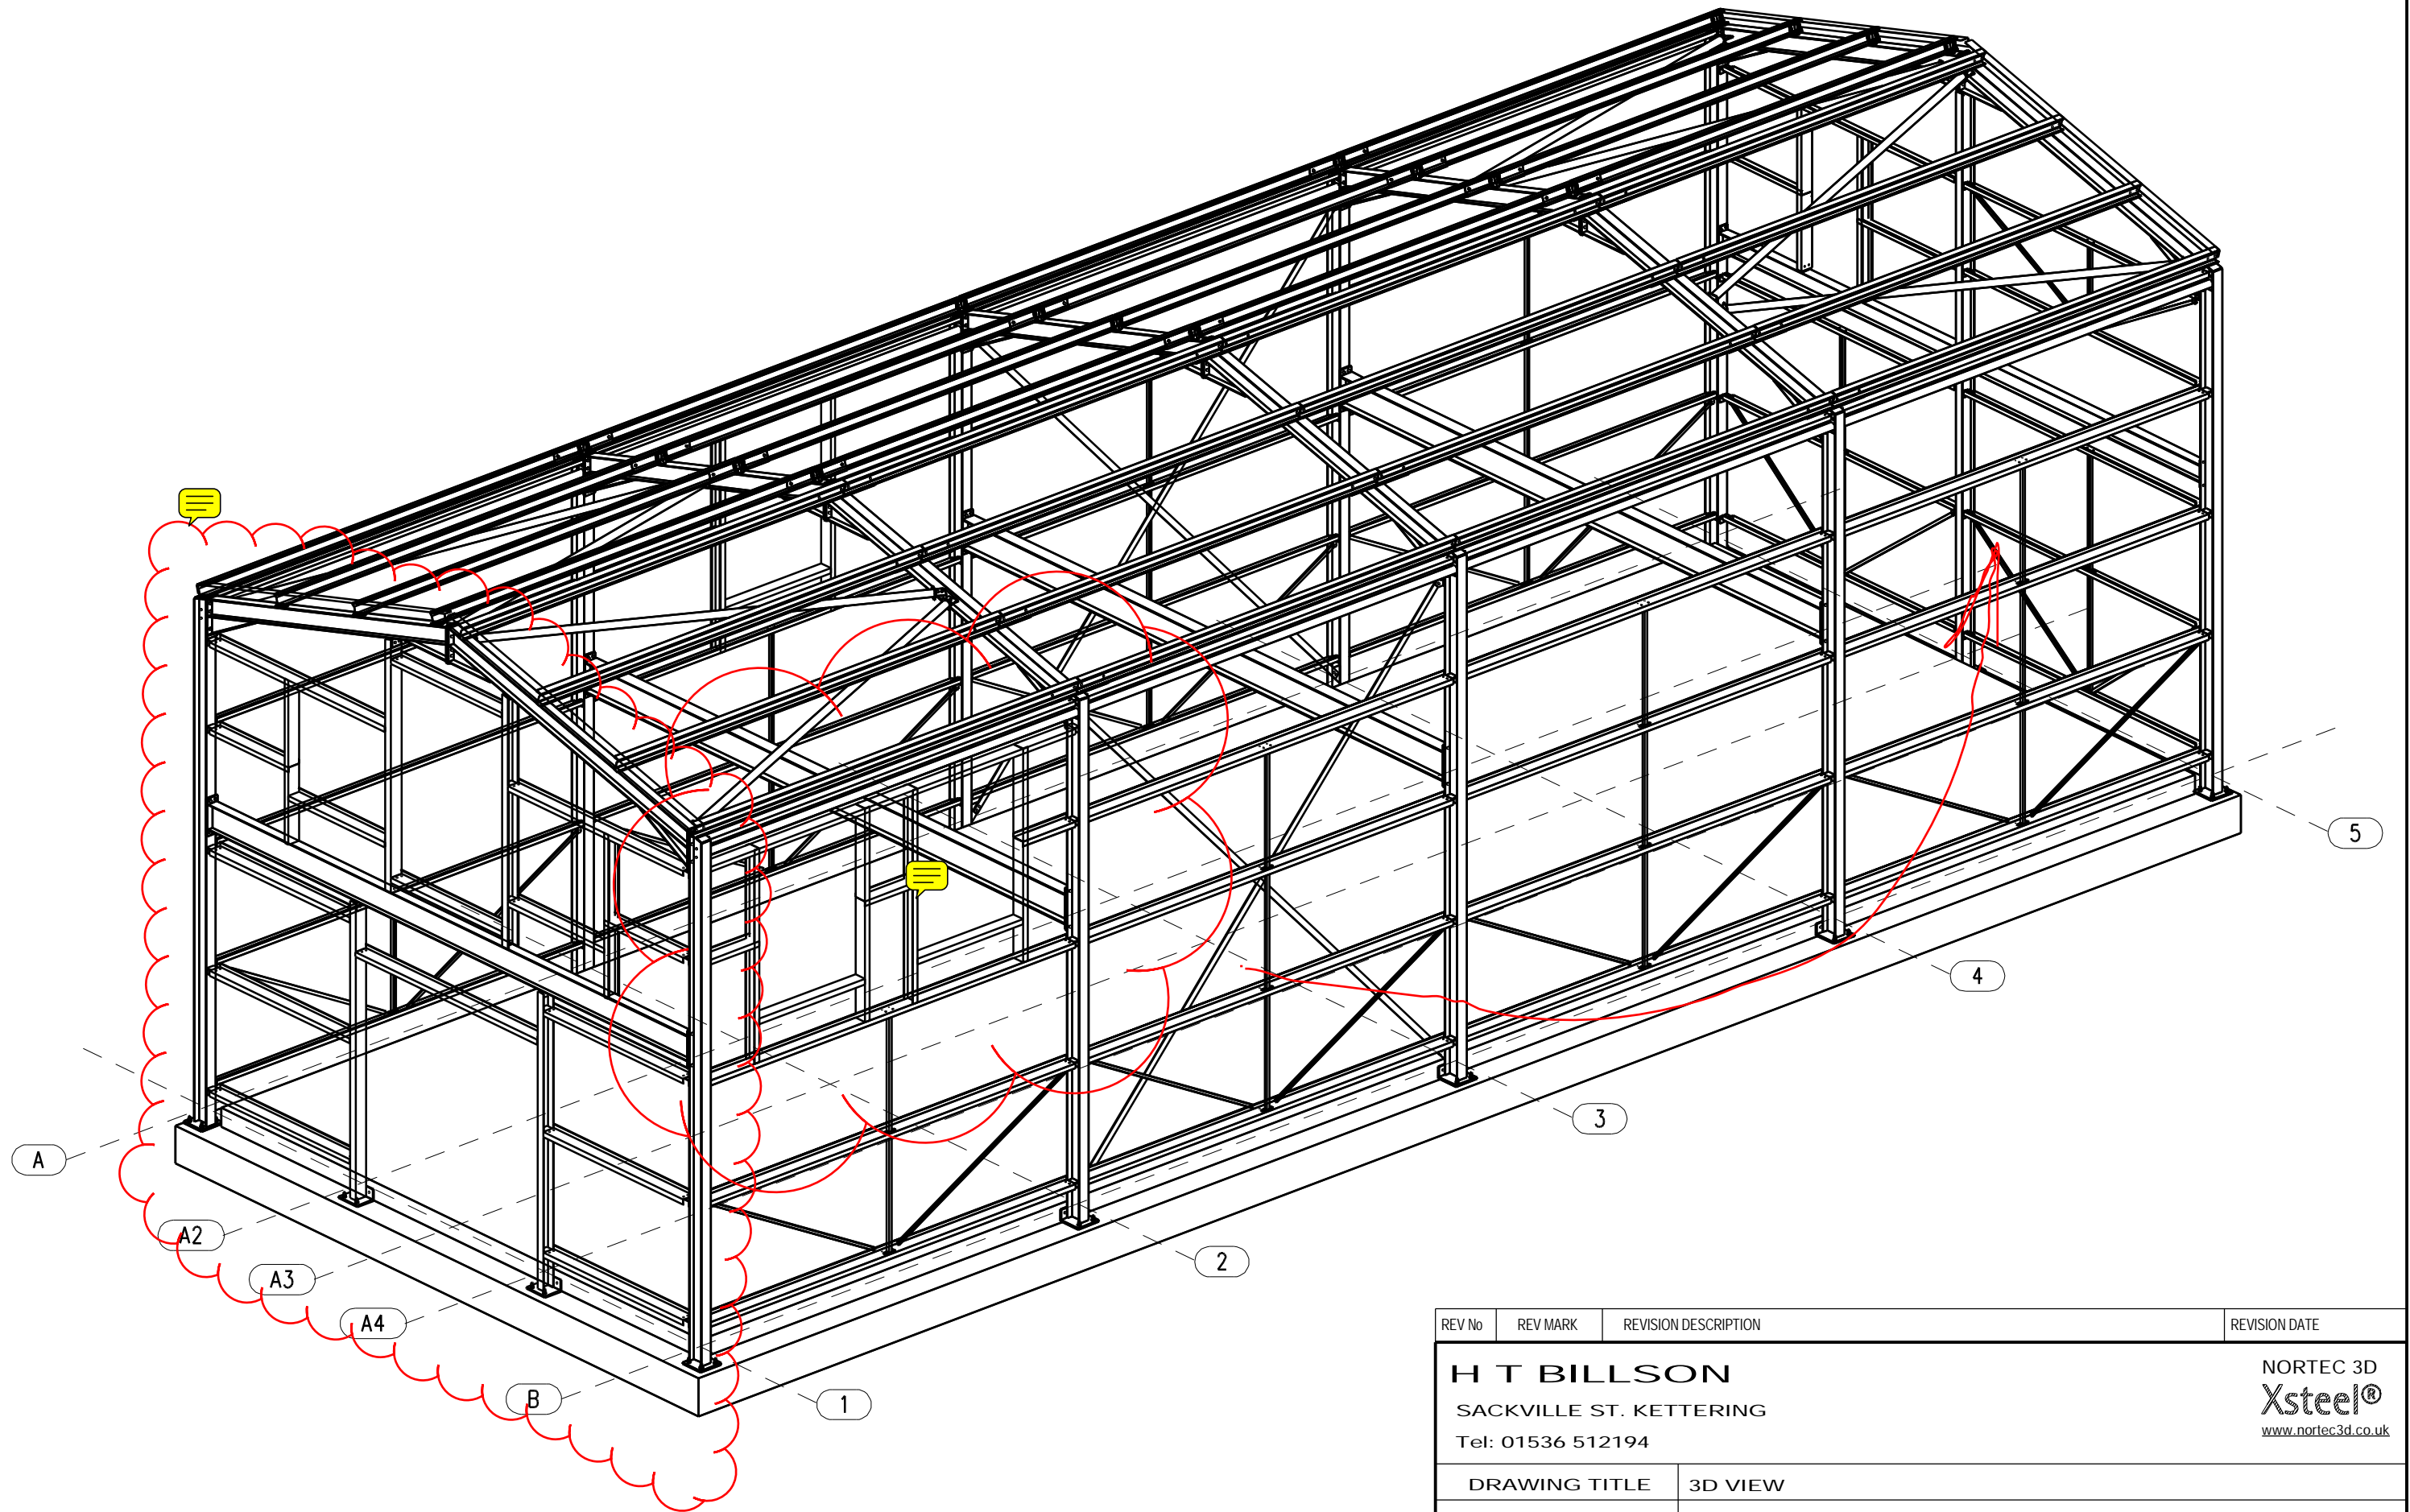 A
A2
A3
A4
B
1
2
3
4
5
REV No REV MARK REVISION DESCRIPTION REVISION DATE
H T BILLSON
SACKVILLE ST. KETTERING
Tel: 01536 512194
NORTEC 3D
Xsteel®
www.nortec3d.co.uk
DRAWING TITLE 3D VIEW